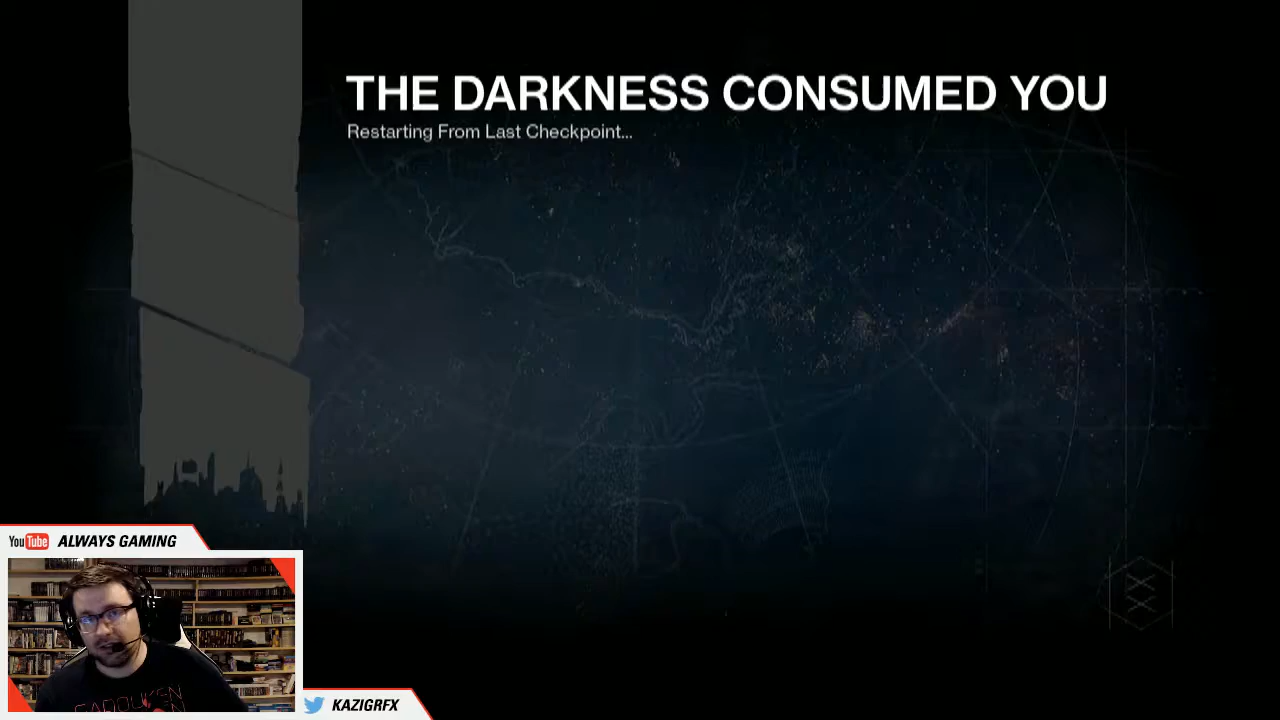 THE DARKNESS CONSUMED YOU
Restarting From Last Checkpoint...
YouTube ALWAYS GAMING
KAZIGRFX